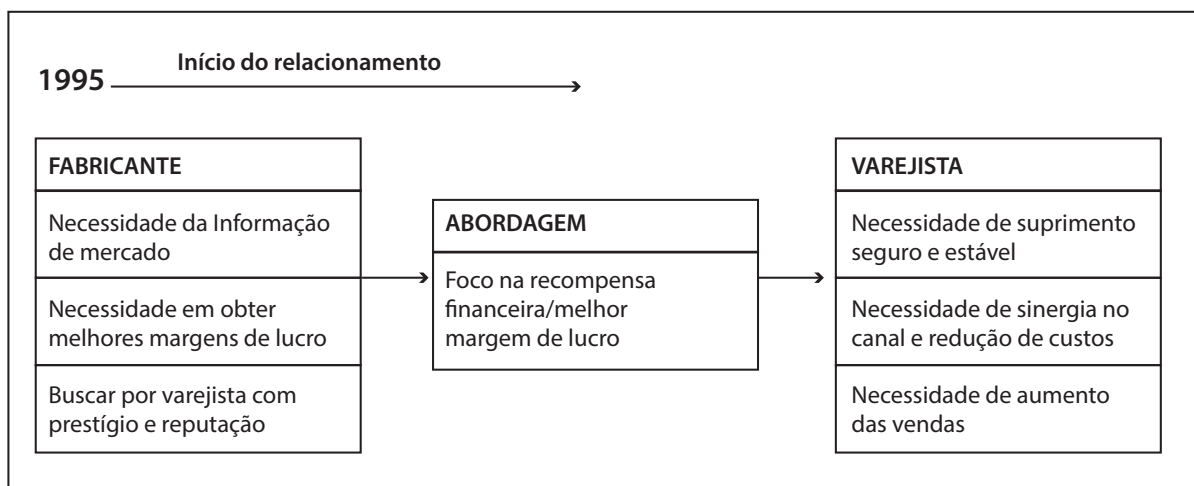 Início do relacionamento
1995
FABRICANTE
Necessidade da Informação
de mercado
Necessidade em obter
melhores margens de lucro
Buscar por varejista com
prestígio e reputação
ABORDAGEM
Foco na recompensa
financeira/melhor
margem de lucro
VAREJISTA
Necessidade de suprimento
seguro e estável
Necessidade de sinergia no
canal e redução de custos
Necessidade de aumento
das vendas